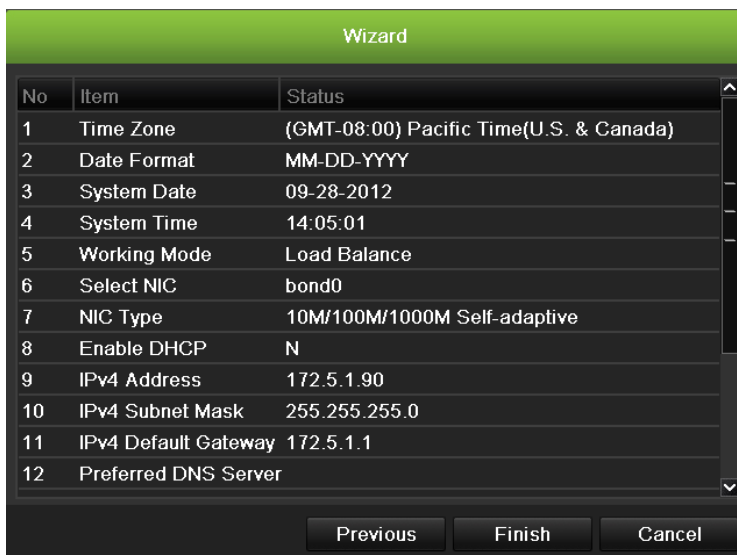 Wizard
No Item Status
1 Time Zone (GMT-08:00) Pacific Time(U.S. & Canada)
2 Date Format MM-DD-YYYY
3 System Date 09-28-2012
4 System Time 14:05:01
5 Working Mode Load Balance
6 Select NIC bond0
7 NIC Type 10M/100M/1000M Self-adaptive
8 Enable DHCP N
9 IPv4 Address 172.5.1.90
10 IPv4 Subnet Mask 255.255.255.0
11 IPv4 Default Gateway 172.5.1.1
12 Preferred DNS Server
Previous Finish Cancel